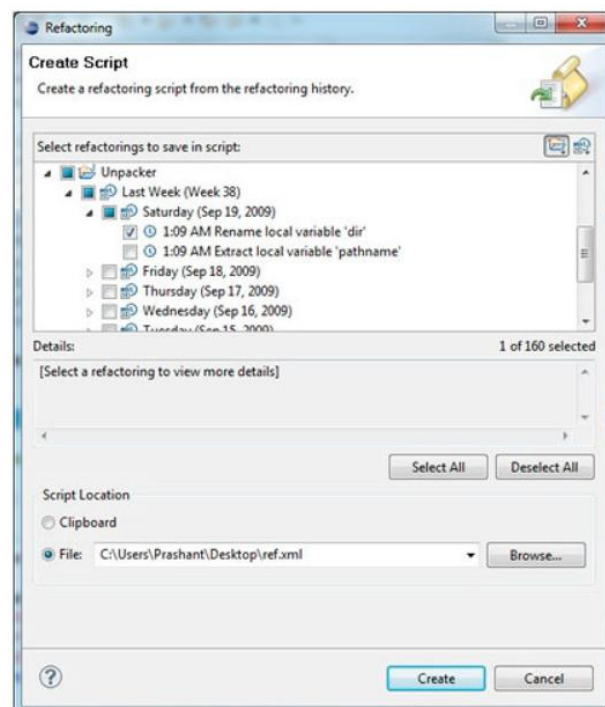 Refactoring
Create Script
Create a refactoring script from the refactoring history.
Select refactorings to save in script:
Unpacker
Last Week (Week 38)
Saturday (Sep 19, 2009)
1:09 AM Rename local variable 'dir'
1:09 AM Extract local variable 'pathname'
Friday (Sep 18, 2009)
Thursday (Sep 17, 2009)
Wednesday (Sep 16, 2009)
Tuesday (Sep 15, 2009)
Details: 1 of 160 selected
[Select a refactoring to view more details]
Select All Deselect All
Script Location
Clipboard
File: C:\Users\Prashant\Desktop\ref.xml Browse...
? Create Cancel